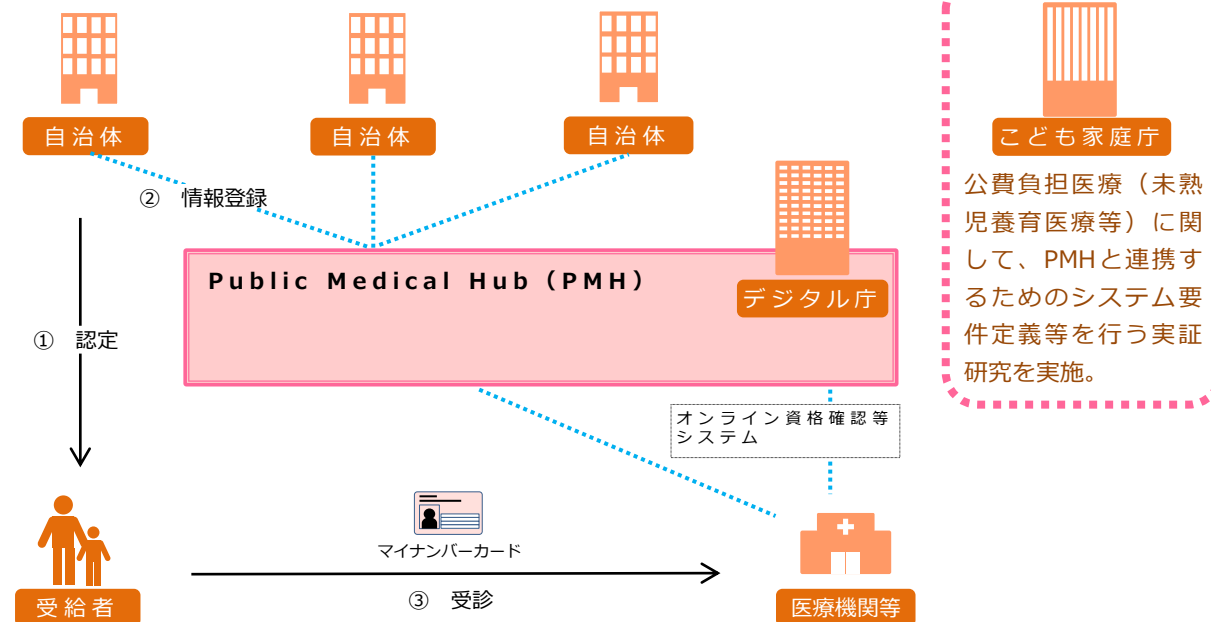 自治体
自治体
自治体
こども家庭庁
公費負担医療（未熟
児養育医療等）に関
して、PMHと連携す
るためのシステム要
件定義等を行う実証
研究を実施。
② 情報登録
Public Medical Hub（PMH）
デジタル庁
① 認定
オンライン資格確認等
システム
マイナンバーカード
③ 受診
受給者
医療機関等